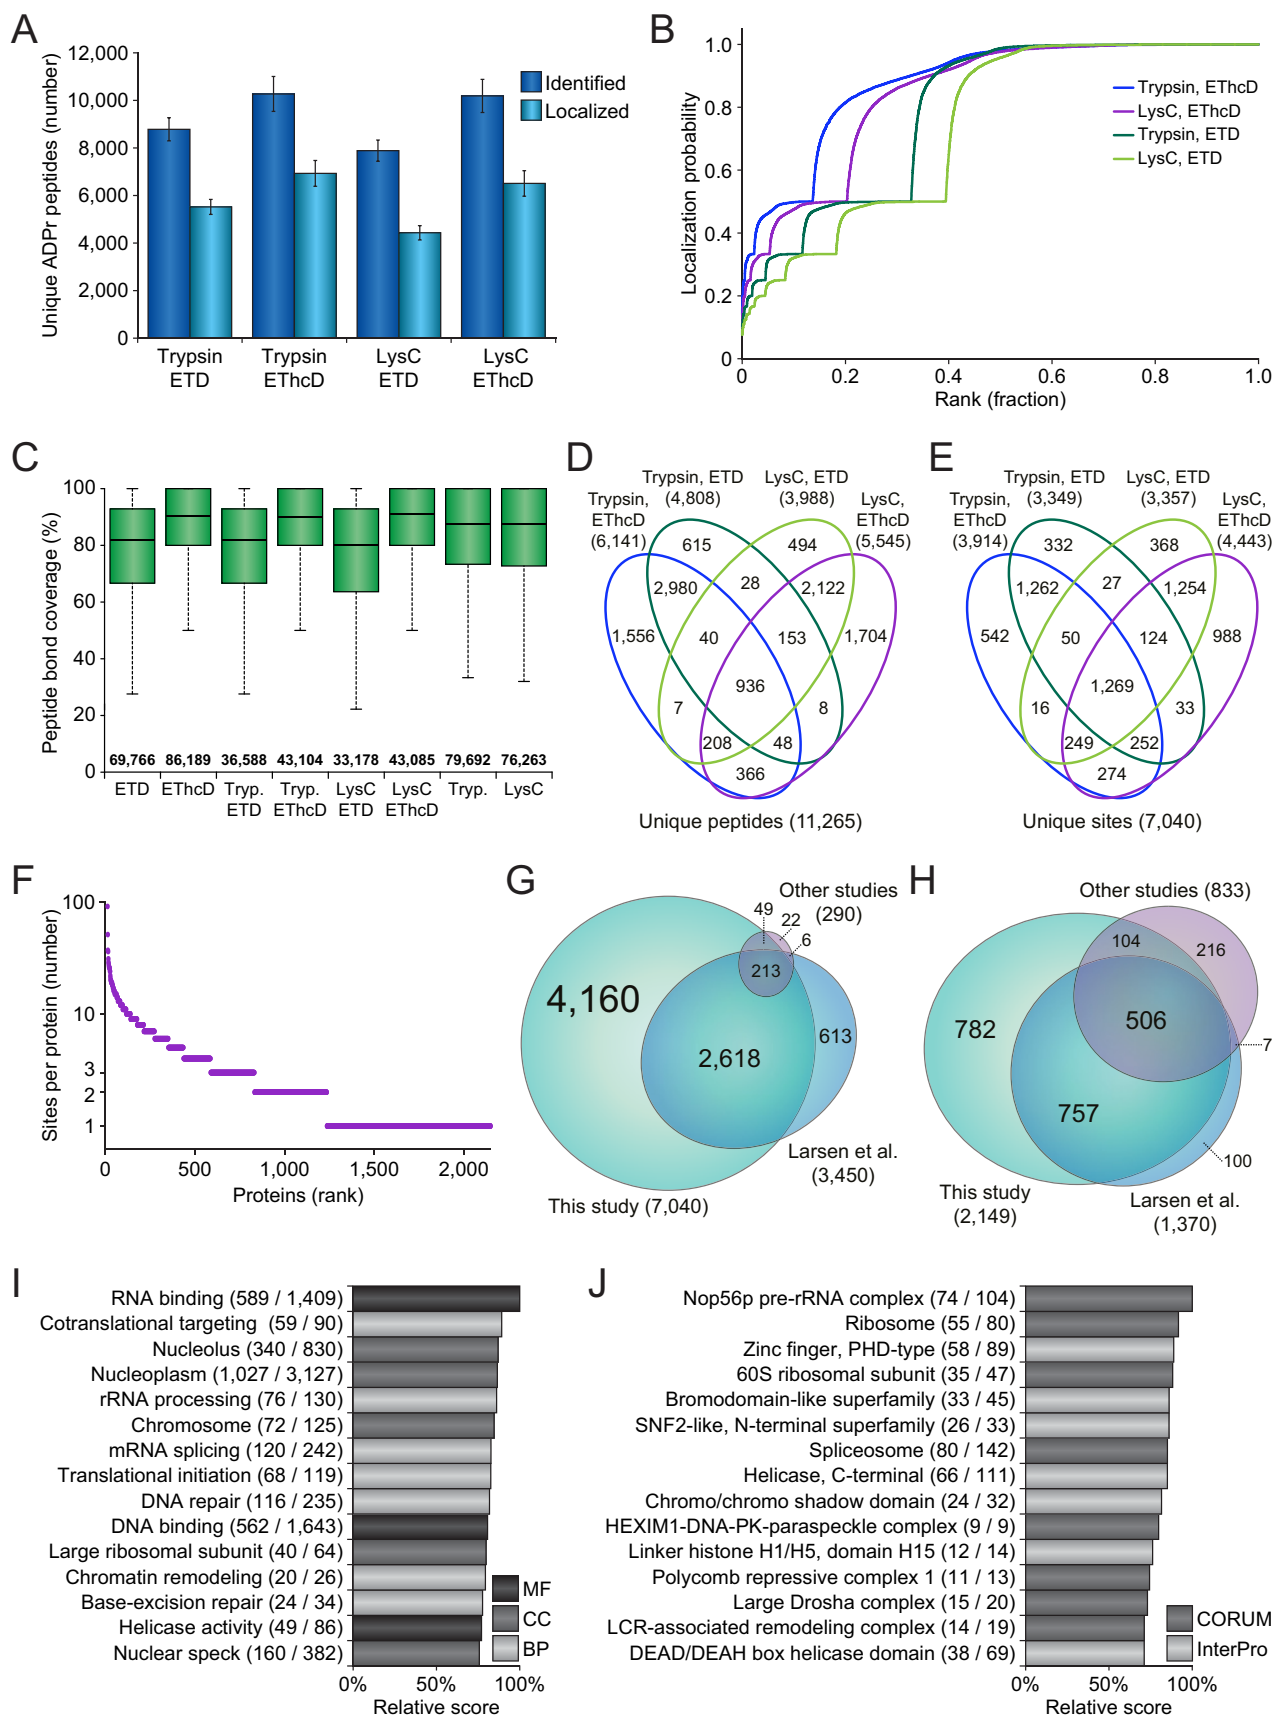 A
Unique ADPr peptides (number)
12,000
10,000
8,000
6,000
4,000
2,000
0
Identified
Localized
Trypsin
ETD
Trypsin
EThcD
LysC
ETD
LysC
EThcD
B
Localization probability
1.0
0.8
0.6
0.4
0.2
0
Trypsin, EThcD
LysC, EThcD
Trypsin, ETD
LysC, ETD
0 0.2 0.4 0.6 0.8 1.0
Rank (fraction)
C
Peptide bond coverage (%)
100
80
60
40
20
0
69,766 86,189 36,588 43,104 33,178 43,085 79,692 76,263
ETD
EThcD
Tryp.
ETD
Tryp.
EThcD
LysC
ETD
LysC
EThcD
Tryp.
LysC
D
Trypsin, ETD
(4,808)
LysC, ETD
(3,988)
Trypsin,
EThcD
(6,141)
LysC,
EThcD
(5,545)
615
494
2,980
28
2,122
1,556
40
153
1,704
936
7
8
208
48
366
Unique peptides (11,265)
E
Trypsin, ETD
(3,349)
LysC, ETD
(3,357)
Trypsin,
EThcD
(3,914)
LysC,
EThcD
(4,443)
332
368
1,262
27
1,254
542
50
124
988
1,269
16
33
249
252
274
Unique sites (7,040)
F
Sites per protein (number)
100
10
3
2
1
0 500 1,000 1,500 2,000
Proteins (rank)
G
Other studies
(290)
49
22
6
213
4,160
2,618
613
Larsen et al.
(3,450)
This study (7,040)
H
Other studies (833)
104
216
782
506
7
757
100
This study
(2,149)
Larsen et al.
(1,370)
I
RNA binding (589 / 1,409)
Cotranslational targeting (59 / 90)
Nucleolus (340 / 830)
Nucleoplasm (1,027 / 3,127)
rRNA processing (76 / 130)
Chromosome (72 / 125)
mRNA splicing (120 / 242)
Translational initiation (68 / 119)
DNA repair (116 / 235)
DNA binding (562 / 1,643)
Large ribosomal subunit (40 / 64)
Chromatin remodeling (20 / 26)
Base-excision repair (24 / 34)
Helicase activity (49 / 86)
Nuclear speck (160 / 382)
MF
CC
BP
0% 50% 100%
Relative score
J
Nop56p pre-rRNA complex (74 / 104)
Ribosome (55 / 80)
Zinc finger, PHD-type (58 / 89)
60S ribosomal subunit (35 / 47)
Bromodomain-like superfamily (33 / 45)
SNF2-like, N-terminal superfamily (26 / 33)
Spliceosome (80 / 142)
Helicase, C-terminal (66 / 111)
Chromo/chromo shadow domain (24 / 32)
HEXIM1-DNA-PK-paraspeckle complex (9 / 9)
Linker histone H1/H5, domain H15 (12 / 14)
Polycomb repressive complex 1 (11 / 13)
Large Drosha complex (15 / 20)
LCR-associated remodeling complex (14 / 19)
DEAD/DEAH box helicase domain (38 / 69)
CORUM
InterPro
0% 50% 100%
Relative score